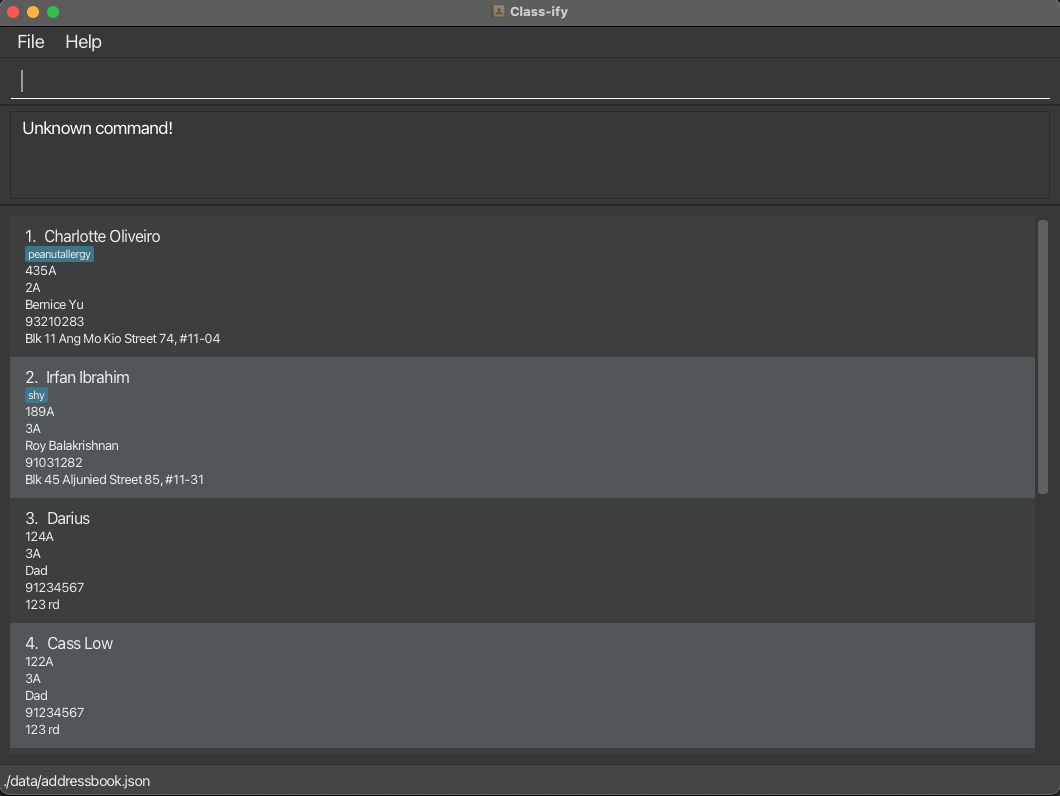 Class-ify
File Help
Unknown command!
1. Charlotte Oliveiro
peanutallergy
435A
2A
Bernice Yu
93210283
Blk 11 Ang Mo Kio Street 74, #11-04
2. Irfan Ibrahim
shy
189A
3A
Roy Balakrishnan
91031282
Blk 45 Aljunied Street 85, #11-31
3. Darius
124A
3A
Dad
91234567
123 rd
4. Cass Low
122A
3A
Dad
91234567
123 rd
./data/addressbook.json